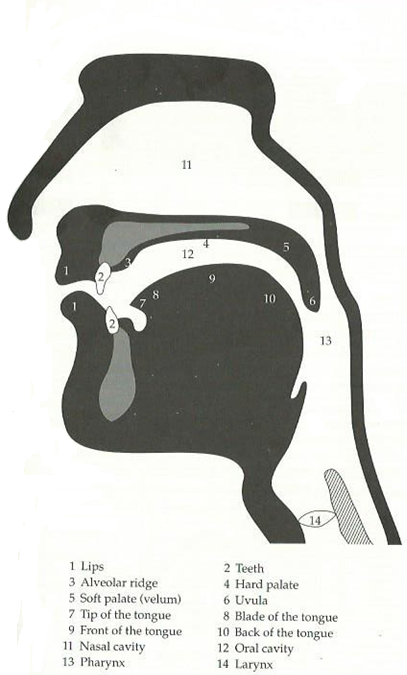 11
4
5
12
3
1
2
9
8
10
6
7
1
2
13
14
1 Lips 2 Teeth
3 Alveolar ridge 4 Hard palate
5 Soft palate (velum) 6 Uvula
7 Tip of the tongue 8 Blade of the tongue
9 Front of the tongue 10 Back of the tongue
11 Nasal cavity 12 Oral cavity
13 Pharynx 14 Larynx